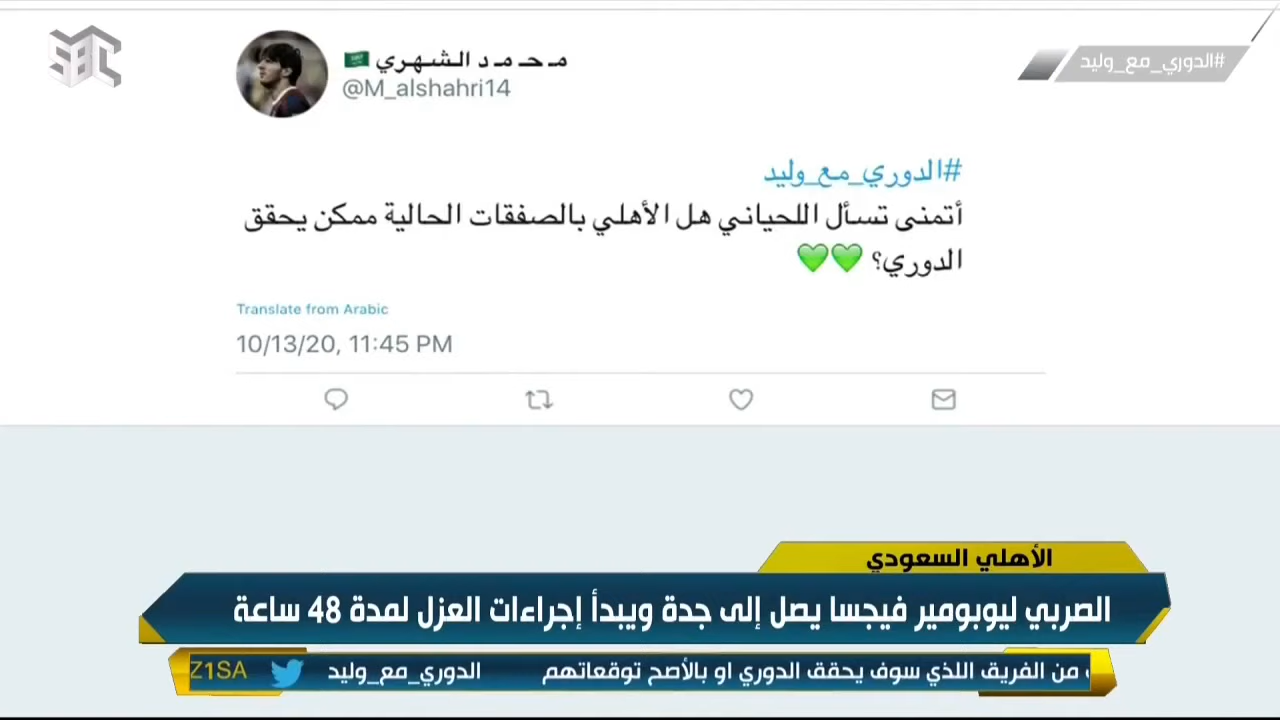 SBC
#الدوري_مع_وليد
محمد الشهري
@M_alshahri14
#الدوري_مع_وليد
أتمنى تسأل اللحياني هل الأهلي بالصفقات الحالية ممكن يحقق
الدوري؟ 💚💚
Translate from Arabic
10/13/20, 11:45 PM
الأهلي السعودي
الصربي ليوبومير فيجسا يصل إلى جدة ويبدأ إجراءات العزل لمدة 48 ساعة
من الفريق اللذي سوف يحقق الدوري او بالأصح توقعاتهم الدوري_مع_وليد Z1SA